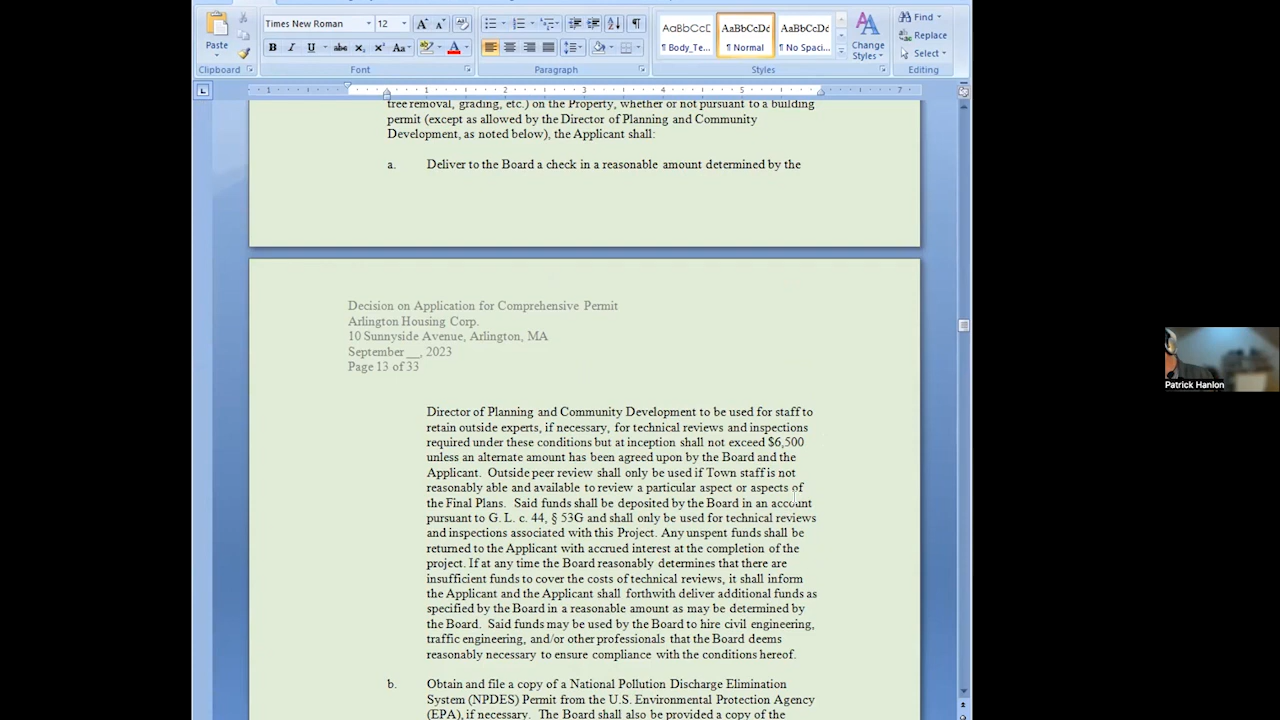 Times New Roman
12
Paste
Clipboard
Font
Paragraph
AaBbCcD
AaBbCcDd
AaBbCcDd
¶ Body_Te...
¶ Normal
¶ No Spaci...
Change
Styles
Styles
Find
Replace
Select
Editing
1 1 2 3 4 5 7
tree removal, grading, etc.) on the Property, whether or not pursuant to a building
permit (except as allowed by the Director of Planning and Community
Development, as noted below), the Applicant shall:
a. Deliver to the Board a check in a reasonable amount determined by the
Decision on Application for Comprehensive Permit
Arlington Housing Corp.
10 Sunnyside Avenue, Arlington, MA
September __, 2023
Page 13 of 33
Director of Planning and Community Development to be used for staff to
retain outside experts, if necessary, for technical reviews and inspections
required under these conditions but at inception shall not exceed $6,500
unless an alternate amount has been agreed upon by the Board and the
Applicant. Outside peer review shall only be used if Town staff is not
reasonably able and available to review a particular aspect or aspects of
the Final Plans. Said funds shall be deposited by the Board in an account
pursuant to G. L. c. 44, § 53G and shall only be used for technical reviews
and inspections associated with this Project. Any unspent funds shall be
returned to the Applicant with accrued interest at the completion of the
project. If at any time the Board reasonably determines that there are
insufficient funds to cover the costs of technical reviews, it shall inform
the Applicant and the Applicant shall forthwith deliver additional funds as
specified by the Board in a reasonable amount as may be determined by
the Board. Said funds may be used by the Board to hire civil engineering,
traffic engineering, and/or other professionals that the Board deems
reasonably necessary to ensure compliance with the conditions hereof.
b. Obtain and file a copy of a National Pollution Discharge Elimination
System (NPDES) Permit from the U.S. Environmental Protection Agency
(EPA), if necessary. The Board shall also be provided a copy of the
Patrick Hanlon